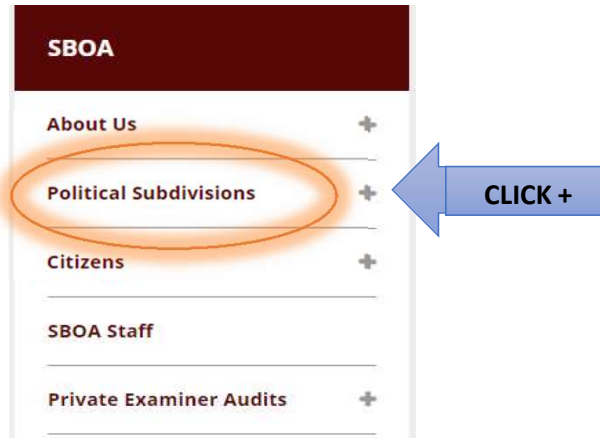 SBOA
About Us +
Political Subdivisions +
CLICK +
Citizens +
SBOA Staff
Private Examiner Audits +